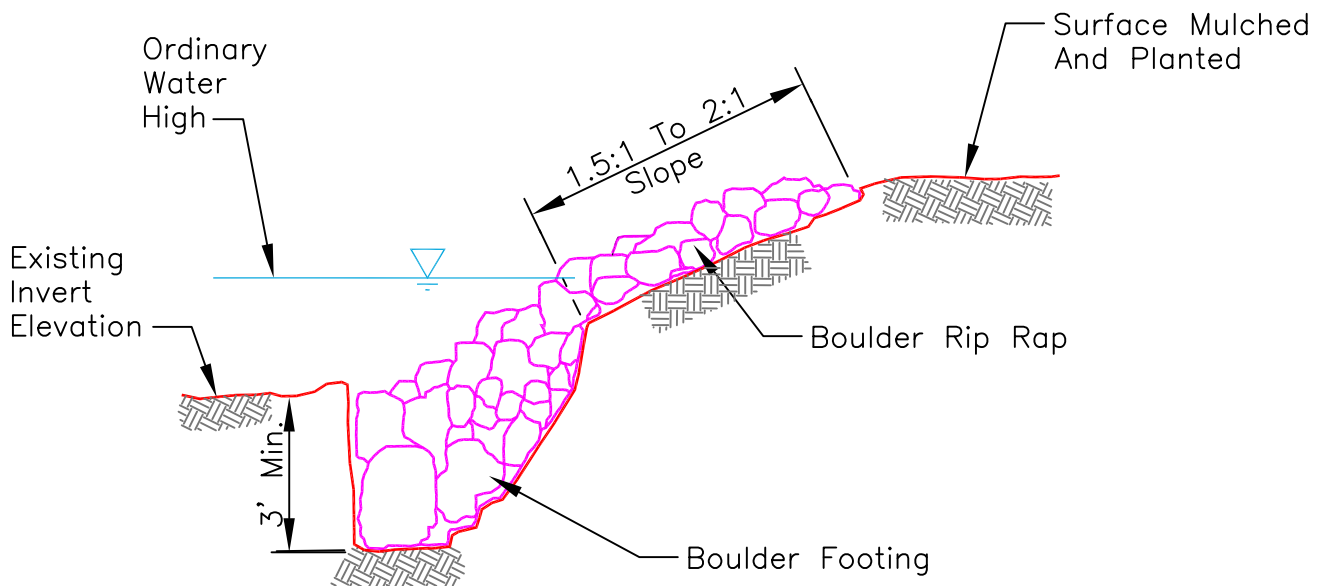 Ordinary
Water
High
Surface Mulched
And Planted
1.5:1 To 2:1
Slope
Existing
Invert
Elevation
Boulder Rip Rap
3' Min.
Boulder Footing